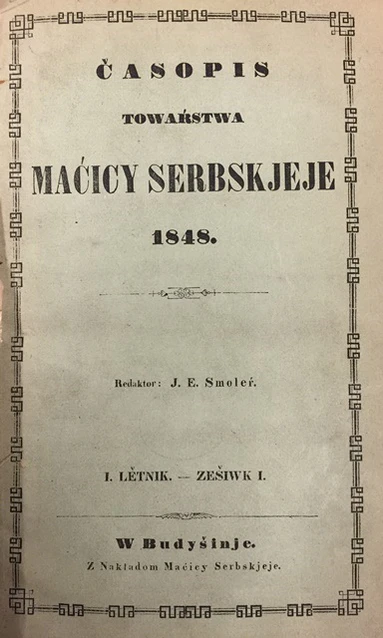 ČASOPIS
TOWAŔSTWA
MAĆICY SERBSKJEJE
1848.
Redaktor: J. E. Smoleŕ.
I. LĚTNIK. — ZEŠIWK I.
W Budyšinje.
Z Nakładom Maćicy Serbskjeje.